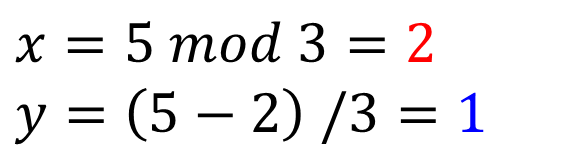 x = 5 mod 3 = 2
y = (5 − 2) /3 = 1